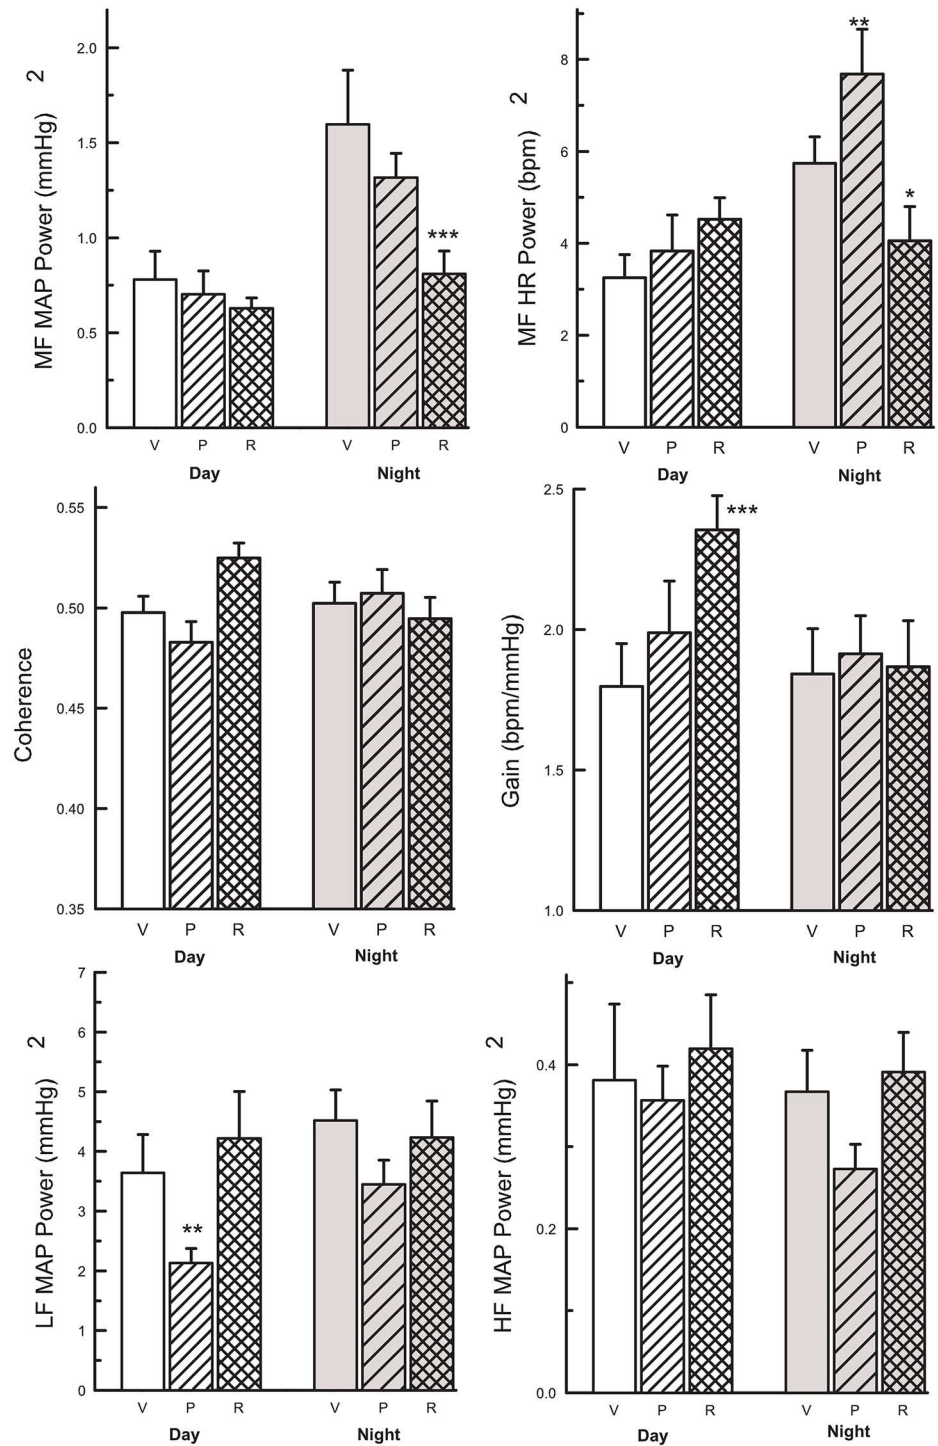 2
MF MAP Power (mmHg)
2.0
1.5
1.0
0.5
0.0
***
V P R V P R
Day Night
2
MF HR Power (bpm)
8
6
4
2
0
**
*
V P R V P R
Day Night
Coherence
0.55
0.50
0.45
0.40
0.35
V P R V P R
Day Night
Gain (bpm/mmHg)
2.5
2.0
1.5
1.0
***
V P R V P R
Day Night
2
LF MAP Power (mmHg)
7
6
5
4
3
2
1
0
**
V P R V P R
Day Night
2
HF MAP Power (mmHg)
0.4
0.2
0.0
V P R V P R
Day Night